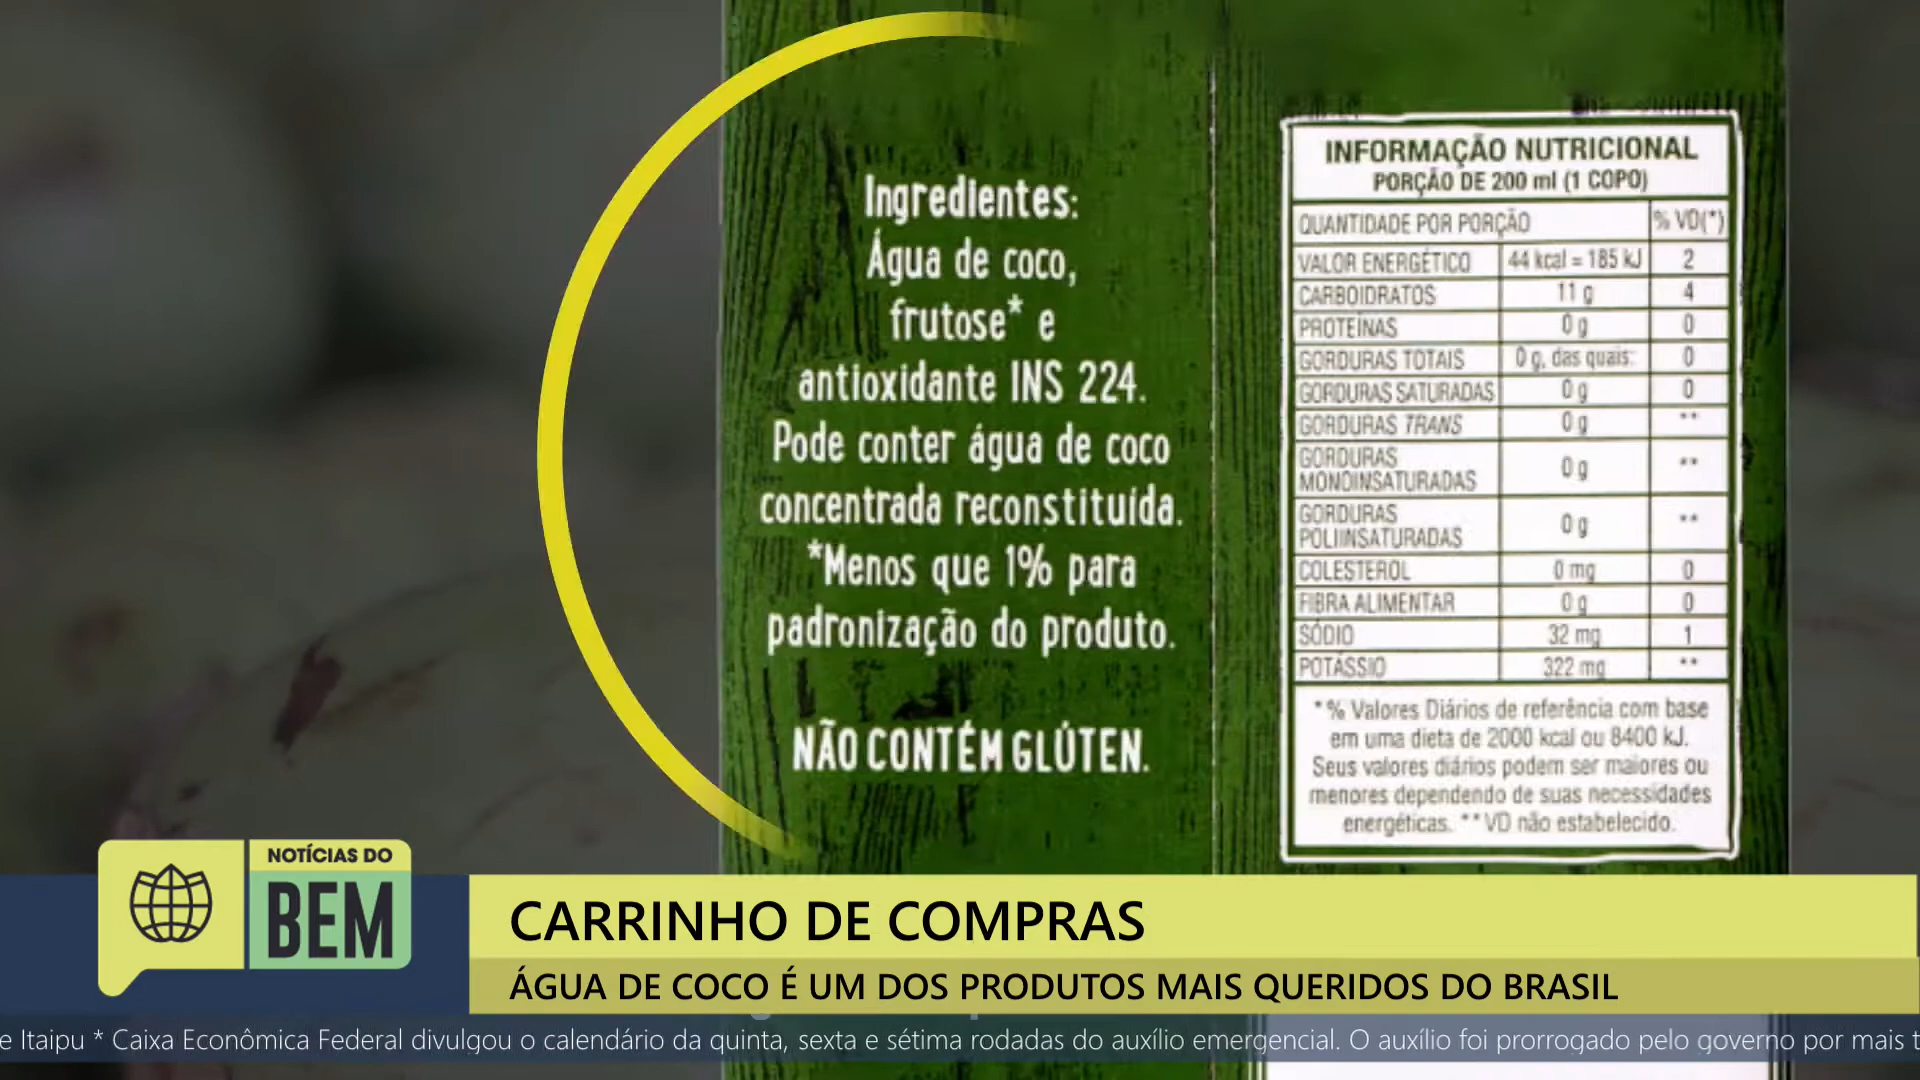 Ingredientes:
Água de coco,
frutose* e
antioxidante INS 224.
Pode conter água de coco
concentrada reconstituída.
*Menos que 1% para
padronização do produto.
NÃO CONTÉM GLÚTEN.
INFORMAÇÃO NUTRICIONAL
PORÇÃO DE 200 ml (1 COPO)
QUANTIDADE POR PORÇÃO % VD(*)
VALOR ENERGÉTICO 44 kcal = 185 kJ 2
CARBOIDRATOS 11 g 4
PROTEÍNAS 0 g 0
GORDURAS TOTAIS 0 g, das quais: 0
GORDURAS SATURADAS 0 g 0
GORDURAS TRANS 0 g **
GORDURAS
MONOINSATURADAS 0 g **
GORDURAS
POLIINSATURADAS 0 g **
COLESTEROL 0 mg 0
FIBRA ALIMENTAR 0 g 0
SÓDIO 32 mg 1
POTÁSSIO 322 mg **
* % Valores Diários de referência com base
em uma dieta de 2000 kcal ou 8400 kJ.
Seus valores diários podem ser maiores ou
menores dependendo de suas necessidades
energéticas. ** VD não estabelecido.
NOTÍCIAS DO
BEM
CARRINHO DE COMPRAS
ÁGUA DE COCO É UM DOS PRODUTOS MAIS QUERIDOS DO BRASIL
e Itaipu * Caixa Econômica Federal divulgou o calendário da quinta, sexta e sétima rodadas do auxílio emergencial. O auxílio foi prorrogado pelo governo por mais t